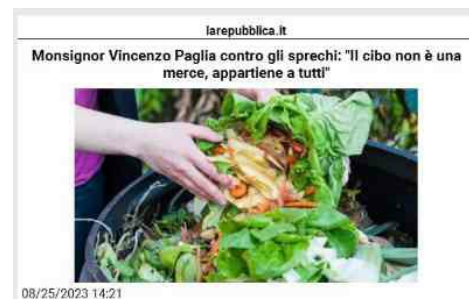 larepubblica.it
Monsignor Vincenzo Paglia contro gli sprechi: "Il cibo non è una
merce, appartiene a tutti"
08/25/2023 14:21